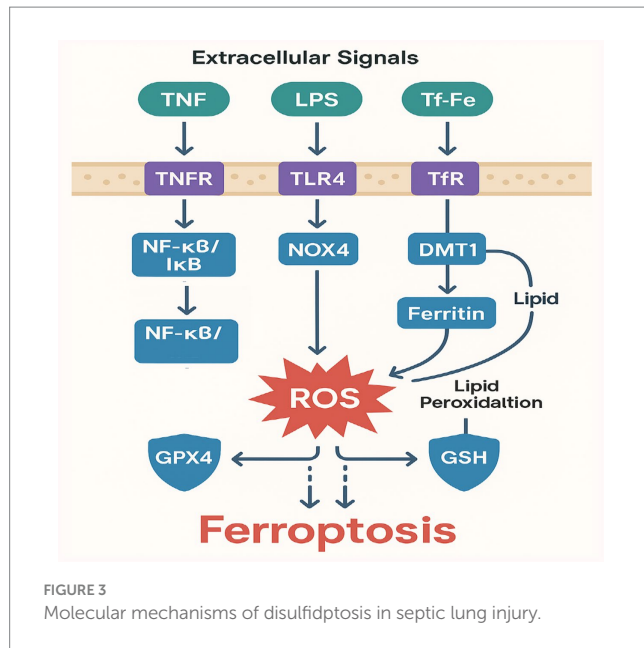 Extracellular Signals
TNF LPS Tf-Fe
TNFR TLR4 TfR
NF-κB/
IκB
NOX4
DMT1
Lipid
Ferritin
NF-κB/
ROS
Lipid
Peroxidaltion
GPX4
GSH
Ferroptosis
FIGURE 3
Molecular mechanisms of disulfidptosis in septic lung injury.